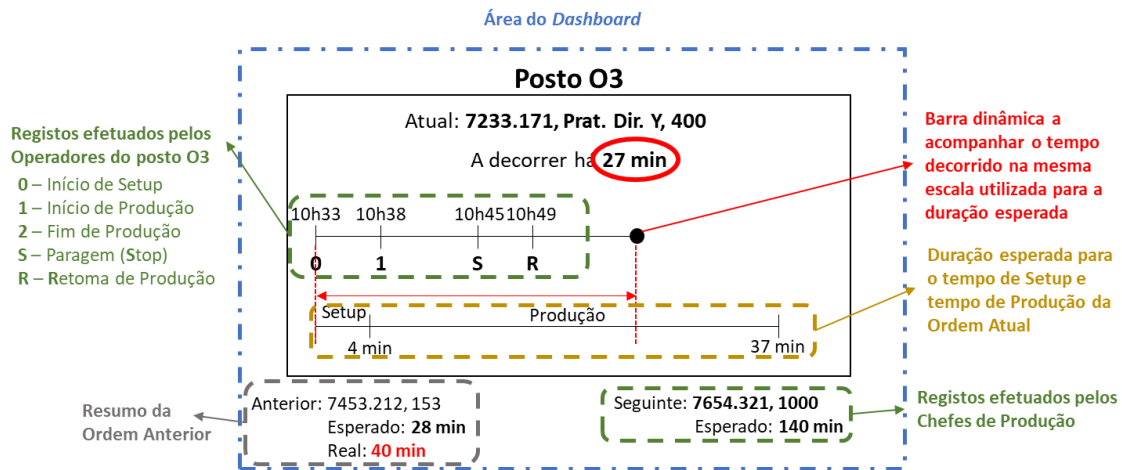 Área do Dashboard
Posto O3
Atual: 7233.171, Prat. Dir. Y, 400
A decorrer há 27 min
Registos efetuados pelos
Operadores do posto O3
0 – Início de Setup
1 – Início de Produção
2 – Fim de Produção
S – Paragem (Stop)
R – Retoma de Produção
10h33 10h38 10h45 10h49
0 1 S R
Setup Produção
4 min 37 min
Barra dinâmica a
acompanhar o tempo
decorrido na mesma
escala utilizada para a
duração esperada
Duração esperada para
o tempo de Setup e
tempo de Produção da
Ordem Atual
Resumo da
Ordem Anterior
Anterior: 7453.212, 153
Esperado: 28 min
Real: 40 min
Seguinte: 7654.321, 1000
Esperado: 140 min
Registos efetuados pelos
Chefes de Produção